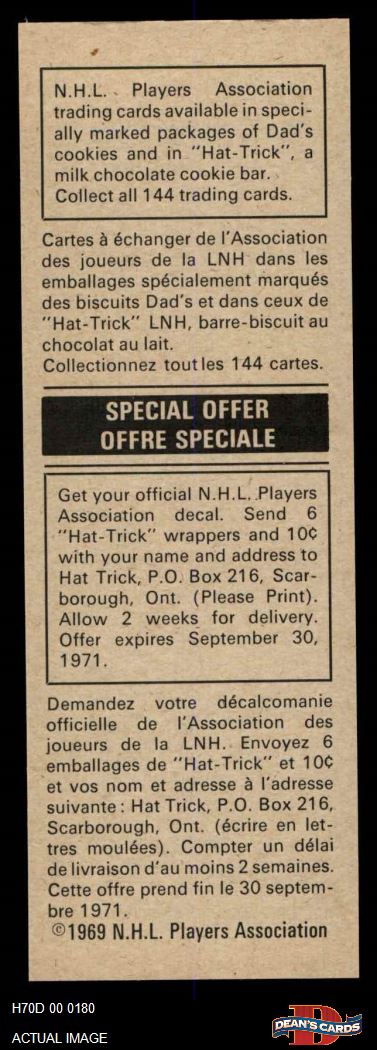 N.H.L. Players Association
trading cards available in speci-
ally marked packages of Dad's
cookies and in "Hat-Trick", a
milk chocolate cookie bar.
Collect all 144 trading cards.
Cartes à échanger de l'Association
des joueurs de la LNH dans les
emballages spécialement marqués
des biscuits Dad's et dans ceux de
"Hat-Trick" LNH, barre-biscuit au
chocolat au lait.
Collectionnez toutles 144 cartes.
SPECIAL OFFER
OFFRE SPECIALE
Get your official N.H.L. Players
Association decal. Send 6
"Hat-Trick" wrappers and 10¢
with your name and address to
Hat Trick, P.O. Box 216, Scar-
borough, Ont. (Please Print).
Allow 2 weeks for delivery.
Offer expires September 30,
1971.
Demandez votre décalcomanie
officielle de l'Association des
joueurs de la LNH. Envoyez 6
emballages de "Hat-Trick" et 10¢
et vos nom et adresse à l'adresse
suivante : Hat Trick, P.O. Box 216,
Scarborough, Ont. (écrire en let-
tres moulées). Compter un délai
de livraison d'au moins 2 semaines.
Cette offre prend fin le 30 septem-
bre 1971.
©1969 N.H.L. Players Association
H70D 00 0180
ACTUAL IMAGE
DEAN'S CARDS